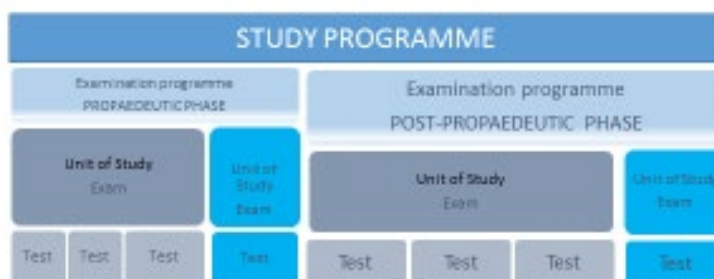 STUDY PROGRAMME
Examination programme
PROPAEDEUTIC PHASE
Examination programme
POST-PROPAEDEUTIC PHASE
Unit of Study
Exam
Unit of
Study
Exam
Unit of Study
Exam
Unit of Study
Exam
Test
Test
Test
Test
Test
Test
Test
Test